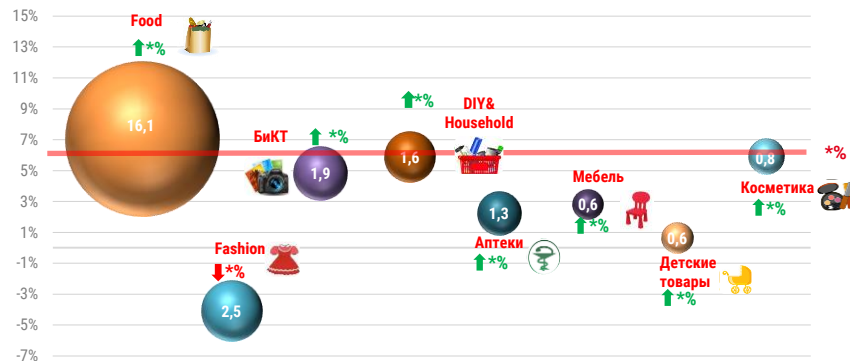 15%
Food
13%
*%
11%
9%
*%
DIY&
Household
16,1
БиКТ
*%
7%
1,6
0,8
*%
5%
1,9
Мебель
Косметика
3%
0,6
*%
1,3
*%
1%
Аптеки
0,6
Fashion
*%
Детские
товары
-1%
*%
*%
-3%
2,5
-5%
-7%